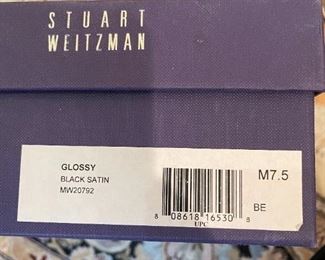 STUART
WEITZMAN
GLOSSY
BLACK SATIN
MW20792
M7.5
BE
8 08618 16530 8
UPC